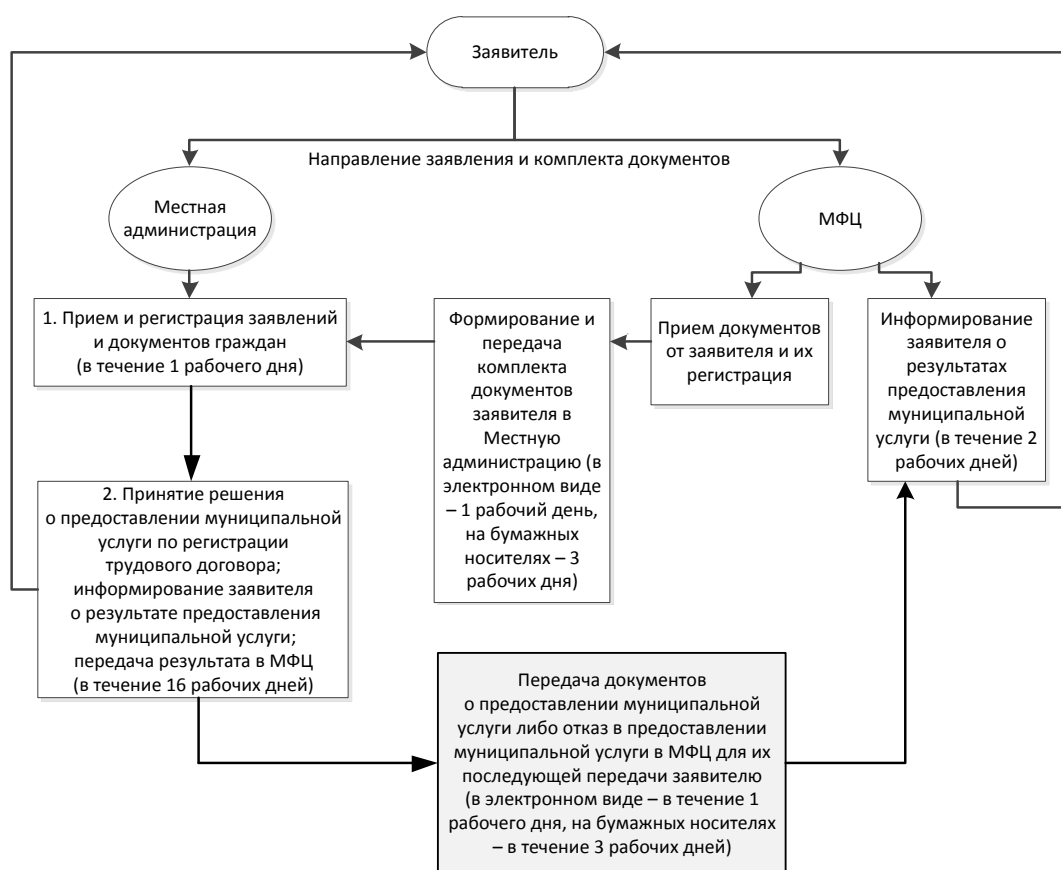 Заявитель
Направление заявления и комплекта документов
Местная
администрация
МФЦ
1. Прием и регистрация заявлений
и документов граждан
(в течение 1 рабочего дня)
Формирование и
передача
комплекта
документов
заявителя в
Местную
администрацию (в
электронном виде
– 1 рабочий день,
на бумажных
носителях – 3
рабочих дня)
Прием документов
от заявителя и их
регистрация
Информирование
заявителя о
результатах
предоставления
муниципальной
услуги (в течение 2
рабочих дней)
2. Принятие решения
о предоставлении муниципальной
услуги по регистрации
трудового договора;
информирование заявителя
о результате предоставления
муниципальной услуги;
передача результата в МФЦ
(в течение 16 рабочих дней)
Передача документов
о предоставлении муниципальной
услуги либо отказ в предоставлении
муниципальной услуги в МФЦ для их
последующей передачи заявителю
(в электронном виде – в течение 1
рабочего дня, на бумажных носителях
– в течение 3 рабочих дней)